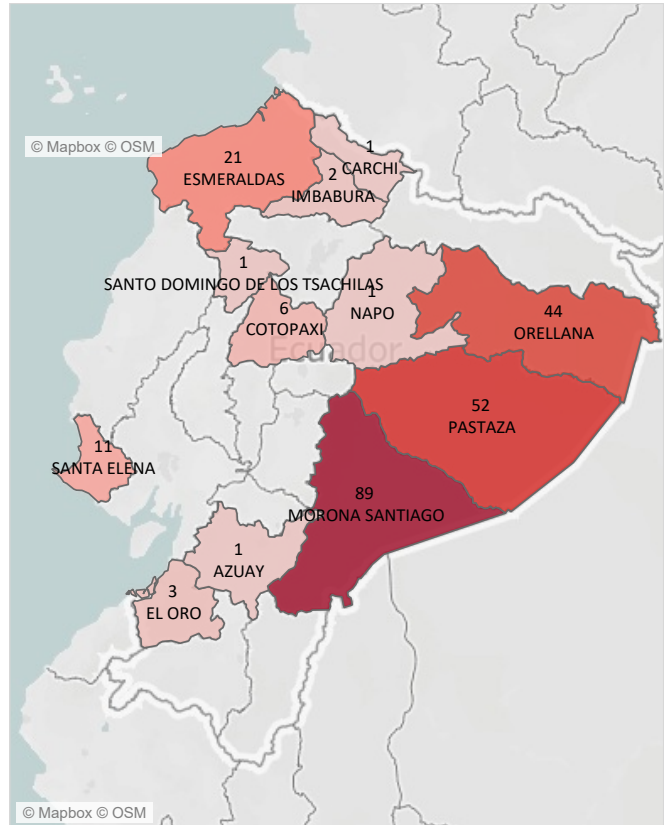 © Mapbox © OSM
1
CARCHI
21
ESMERALDAS
2
IMBABURA
1
SANTO DOMINGO DE LOS TSACHILAS
1
NAPO
6
COTOPAXI
44
ORELLANA
Ecuador
52
PASTAZA
11
SANTA ELENA
89
MORONA SANTIAGO
1
AZUAY
3
EL ORO
© Mapbox © OSM